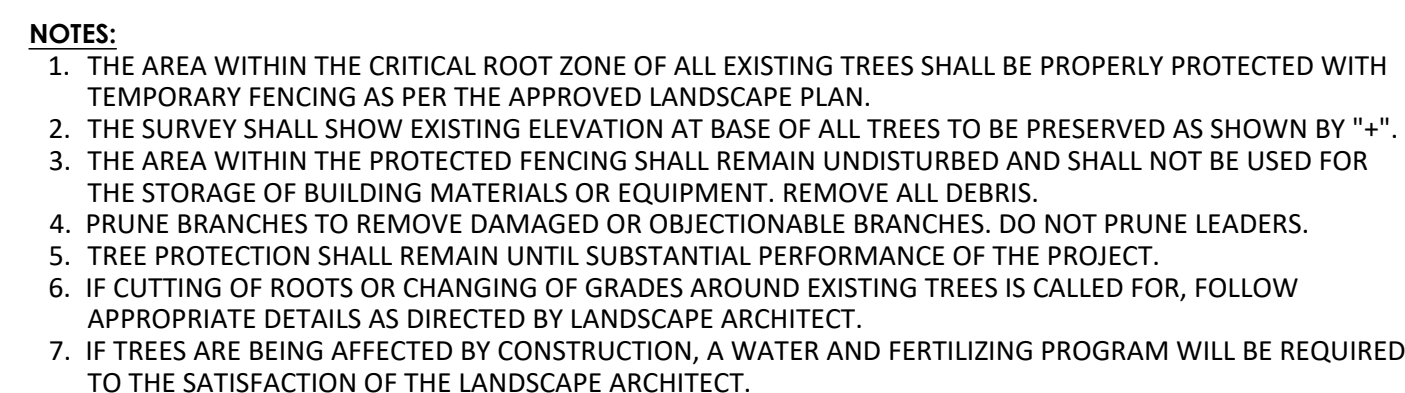 NOTES:
1. THE AREA WITHIN THE CRITICAL ROOT ZONE OF ALL EXISTING TREES SHALL BE PROPERLY PROTECTED WITH
TEMPORARY FENCING AS PER THE APPROVED LANDSCAPE PLAN.
2. THE SURVEY SHALL SHOW EXISTING ELEVATION AT BASE OF ALL TREES TO BE PRESERVED AS SHOWN BY "+".
3. THE AREA WITHIN THE PROTECTED FENCING SHALL REMAIN UNDISTURBED AND SHALL NOT BE USED FOR
THE STORAGE OF BUILDING MATERIALS OR EQUIPMENT. REMOVE ALL DEBRIS.
4. PRUNE BRANCHES TO REMOVE DAMAGED OR OBJECTIONABLE BRANCHES. DO NOT PRUNE LEADERS.
5. TREE PROTECTION SHALL REMAIN UNTIL SUBSTANTIAL PERFORMANCE OF THE PROJECT.
6. IF CUTTING OF ROOTS OR CHANGING OF GRADES AROUND EXISTING TREES IS CALLED FOR, FOLLOW
APPROPRIATE DETAILS AS DIRECTED BY LANDSCAPE ARCHITECT.
7. IF TREES ARE BEING AFFECTED BY CONSTRUCTION, A WATER AND FERTILIZING PROGRAM WILL BE REQUIRED
TO THE SATISFACTION OF THE LANDSCAPE ARCHITECT.